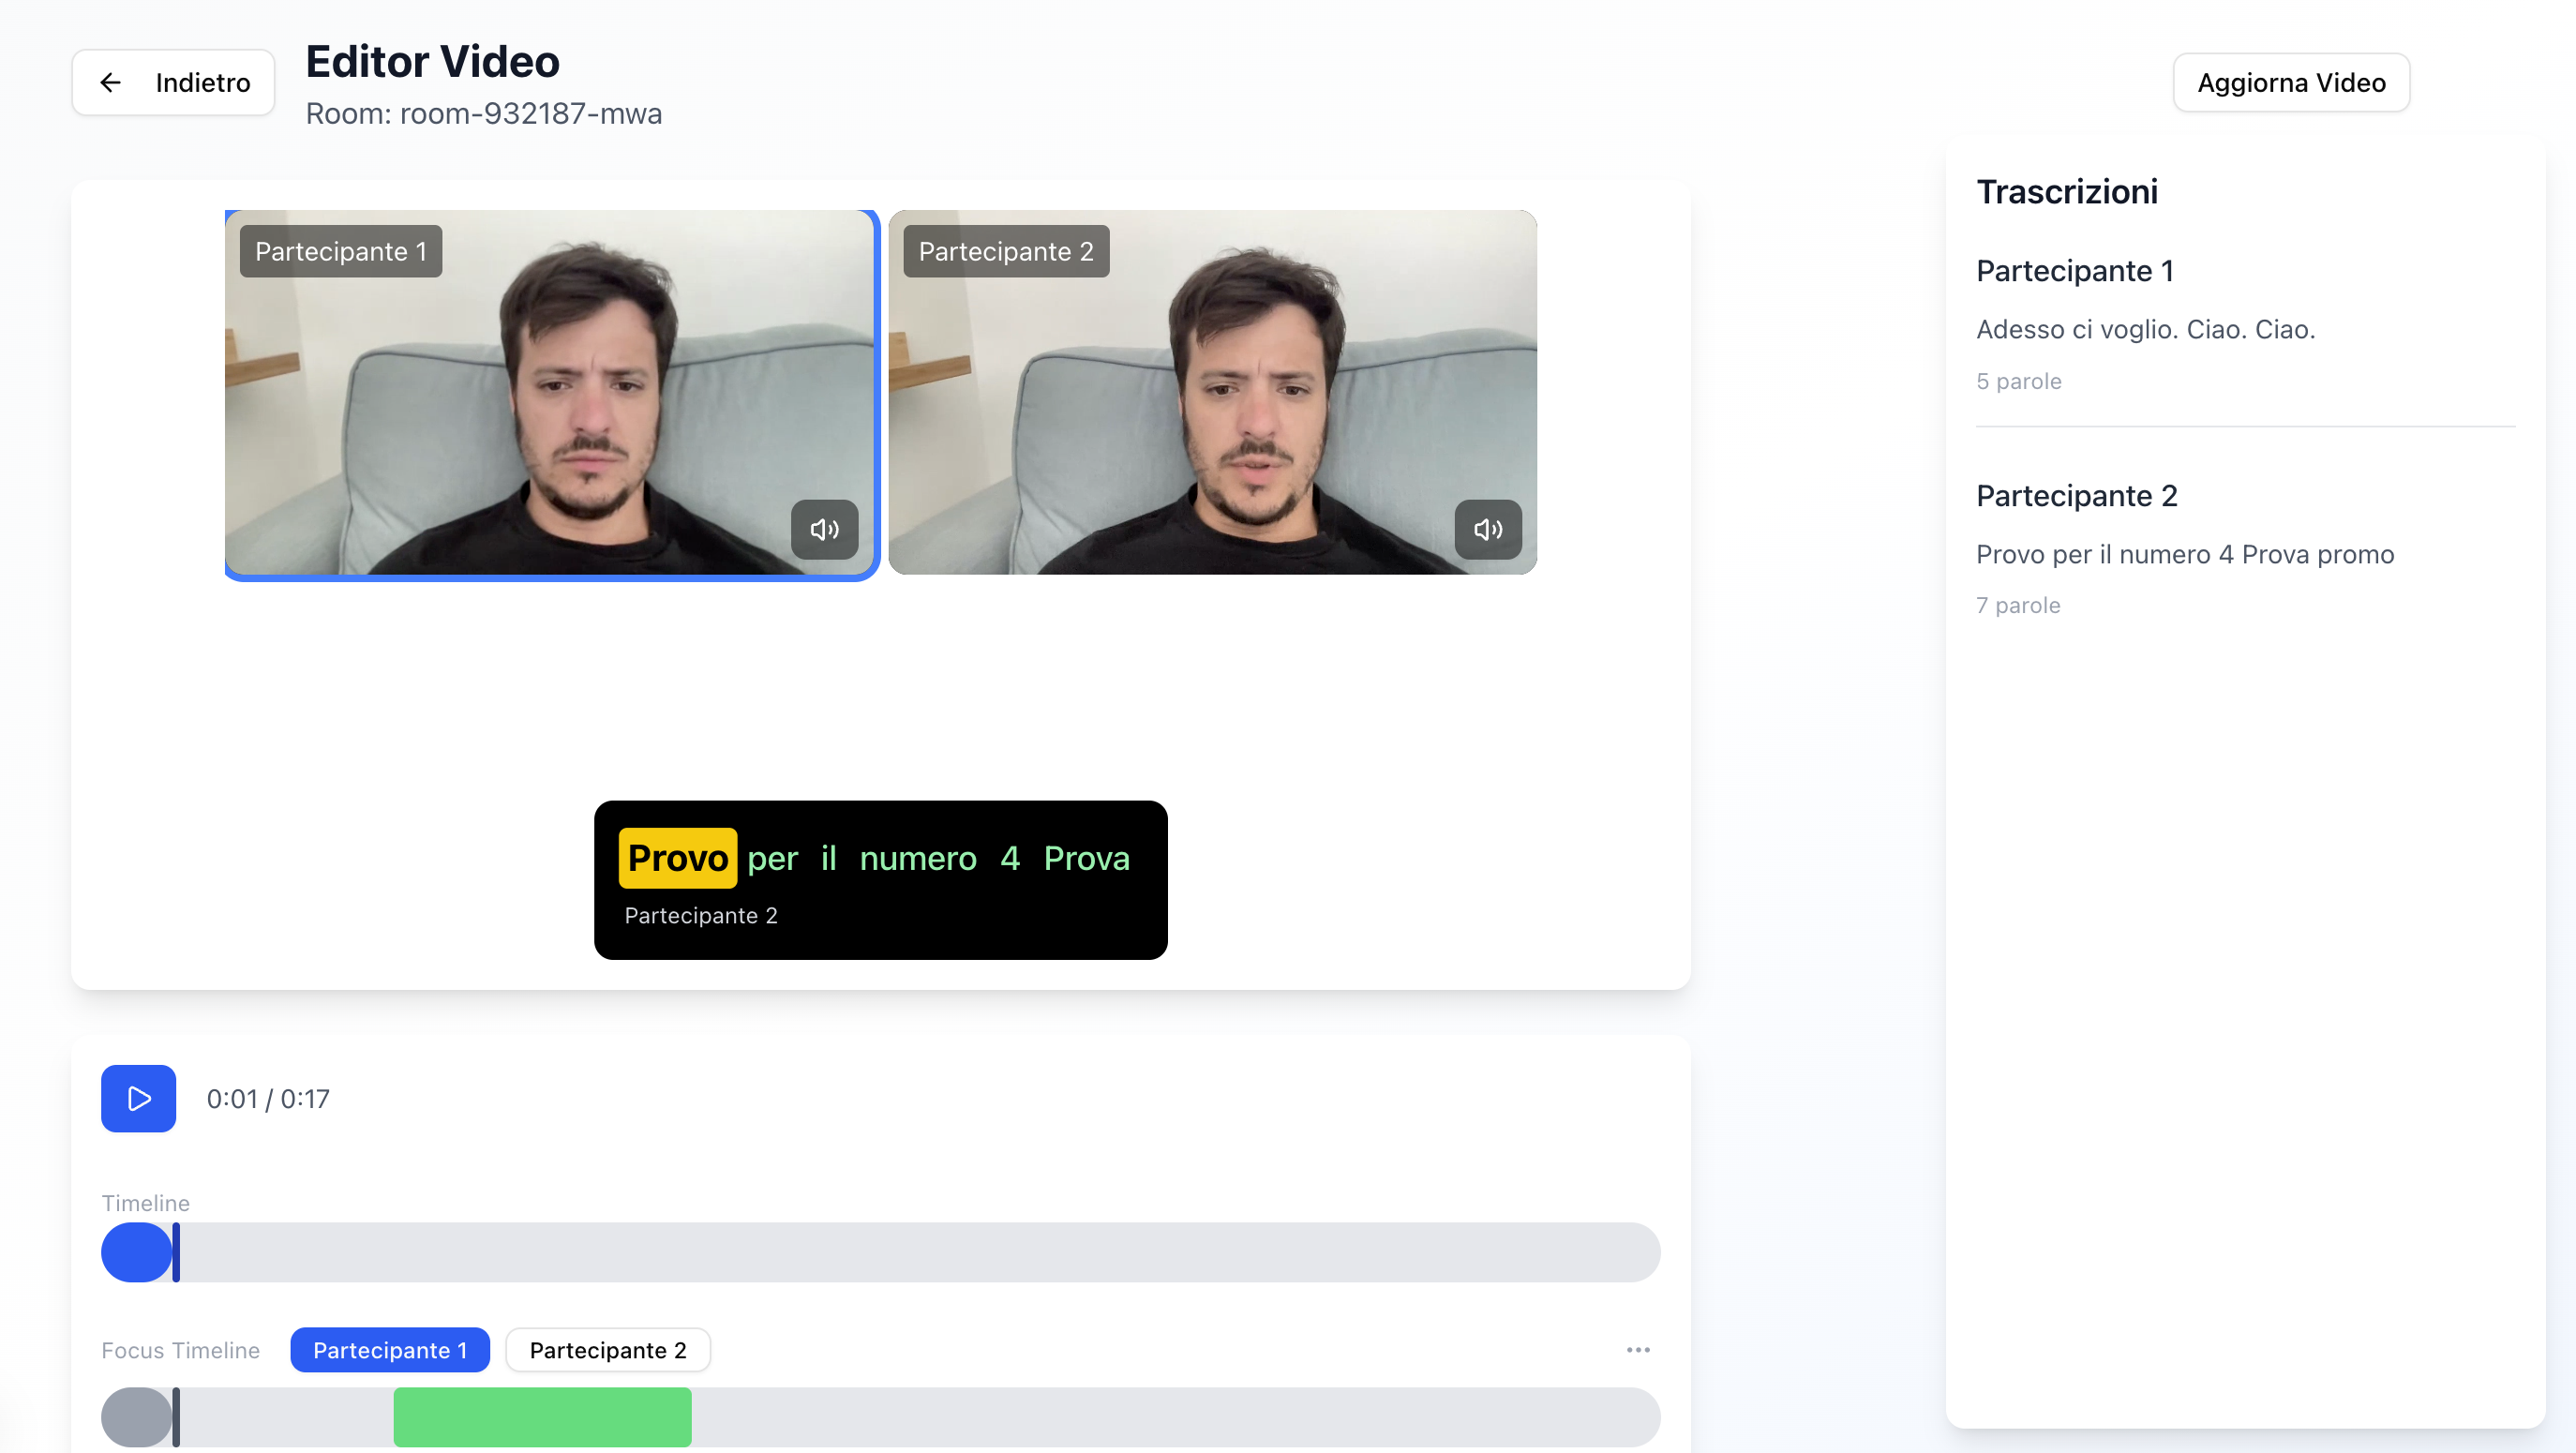 Indietro
Editor Video
Room: room-932187-mwa
Aggiorna Video
Partecipante 1
Partecipante 2
Provo per il numero 4 Prova
Partecipante 2
0:01 / 0:17
Timeline
Focus Timeline
Partecipante 1
Partecipante 2
Trascrizioni
Partecipante 1
Adesso ci voglio. Ciao. Ciao.
5 parole
Partecipante 2
Provo per il numero 4 Prova promo
7 parole